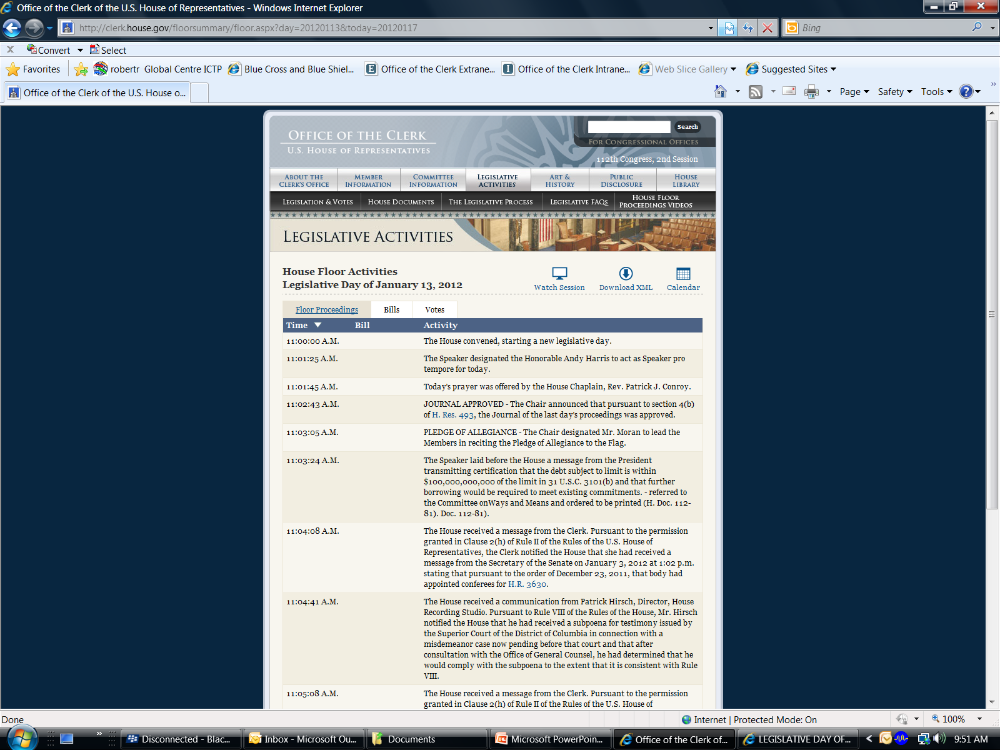 Office of the Clerk of the U.S. House of Representatives - Windows Internet Explorer
http://clerk.house.gov/floorsummary/floor.aspx?day=20120113&today=20120117
Bing
x Convert Select
Favorites robertr Global Centre ICTP Blue Cross and Blue Shiel... Office of the Clerk Extrane... Office of the Clerk Intrane... Web Slice Gallery Suggested Sites
Office of the Clerk of the U.S. House o...
Page Safety Tools
Office of the Clerk
U.S. House of Representatives
Search
For Congressional Offices
112th Congress, 2nd Session
About the Clerk's Office
Member Information
Committee Information
Legislative Activities
Art & History
Public Disclosure
House Library
Legislation & Votes House Documents The Legislative Process Legislative FAQs House Floor Proceedings Videos
Legislative Activities
House Floor Activities
Legislative Day of January 13, 2012
Watch Session Download XML Calendar
Floor Proceedings Bills Votes
Time Bill Activity
11:00:00 A.M. The House convened, starting a new legislative day.
11:01:25 A.M. The Speaker designated the Honorable Andy Harris to act as Speaker pro
tempore for today.
11:01:45 A.M. Today's prayer was offered by the House Chaplain, Rev. Patrick J. Conroy.
11:02:43 A.M. JOURNAL APPROVED - The Chair announced that pursuant to section 4(b)
of H. Res. 493, the Journal of the last day's proceedings was approved.
11:03:05 A.M. PLEDGE OF ALLEGIANCE - The Chair designated Mr. Moran to lead the
Members in reciting the Pledge of Allegiance to the Flag.
11:03:24 A.M. The Speaker laid before the House a message from the President
transmitting certification that the debt subject to limit is within
$100,000,000,000 of the limit in 31 U.S.C. 3101(b) and that further
borrowing would be required to meet existing commitments. - referred to
the Committee onWays and Means and ordered to be printed (H. Doc. 112-
81). Doc. 112-81).
11:04:08 A.M. The House received a message from the Clerk. Pursuant to the permission
granted in Clause 2(h) of Rule II of the Rules of the U.S. House of
Representatives, the Clerk notified the House that she had received a
message from the Secretary of the Senate on January 3, 2012 at 1:02 p.m.
stating that pursuant to the order of December 23, 2011, that body had
appointed conferees for H.R. 3630.
11:04:41 A.M. The House received a communication from Patrick Hirsch, Director, House
Recording Studio. Pursuant to Rule VIII of the Rules of the House, Mr. Hirsch
notified the House that he had received a subpoena for testimony issued by
the Superior Court of the District of Columbia in connection with a
misdemeanor case now pending before that court and that after
consultation with the Office of General Counsel, he had determined that he
would comply with the subpoena to the extent that it is consistent with Rule
VIII.
11:05:08 A.M. The House received a message from the Clerk. Pursuant to the permission
granted in Clause 2(h) of Rule II of the Rules of the U.S. House of
Done Internet | Protected Mode: On 100%
Disconnected - Blac... Inbox - Microsoft Ou... Documents Microsoft PowerPoin... Office of the Clerk of... LEGISLATIVE DAY OF... 9:51 AM